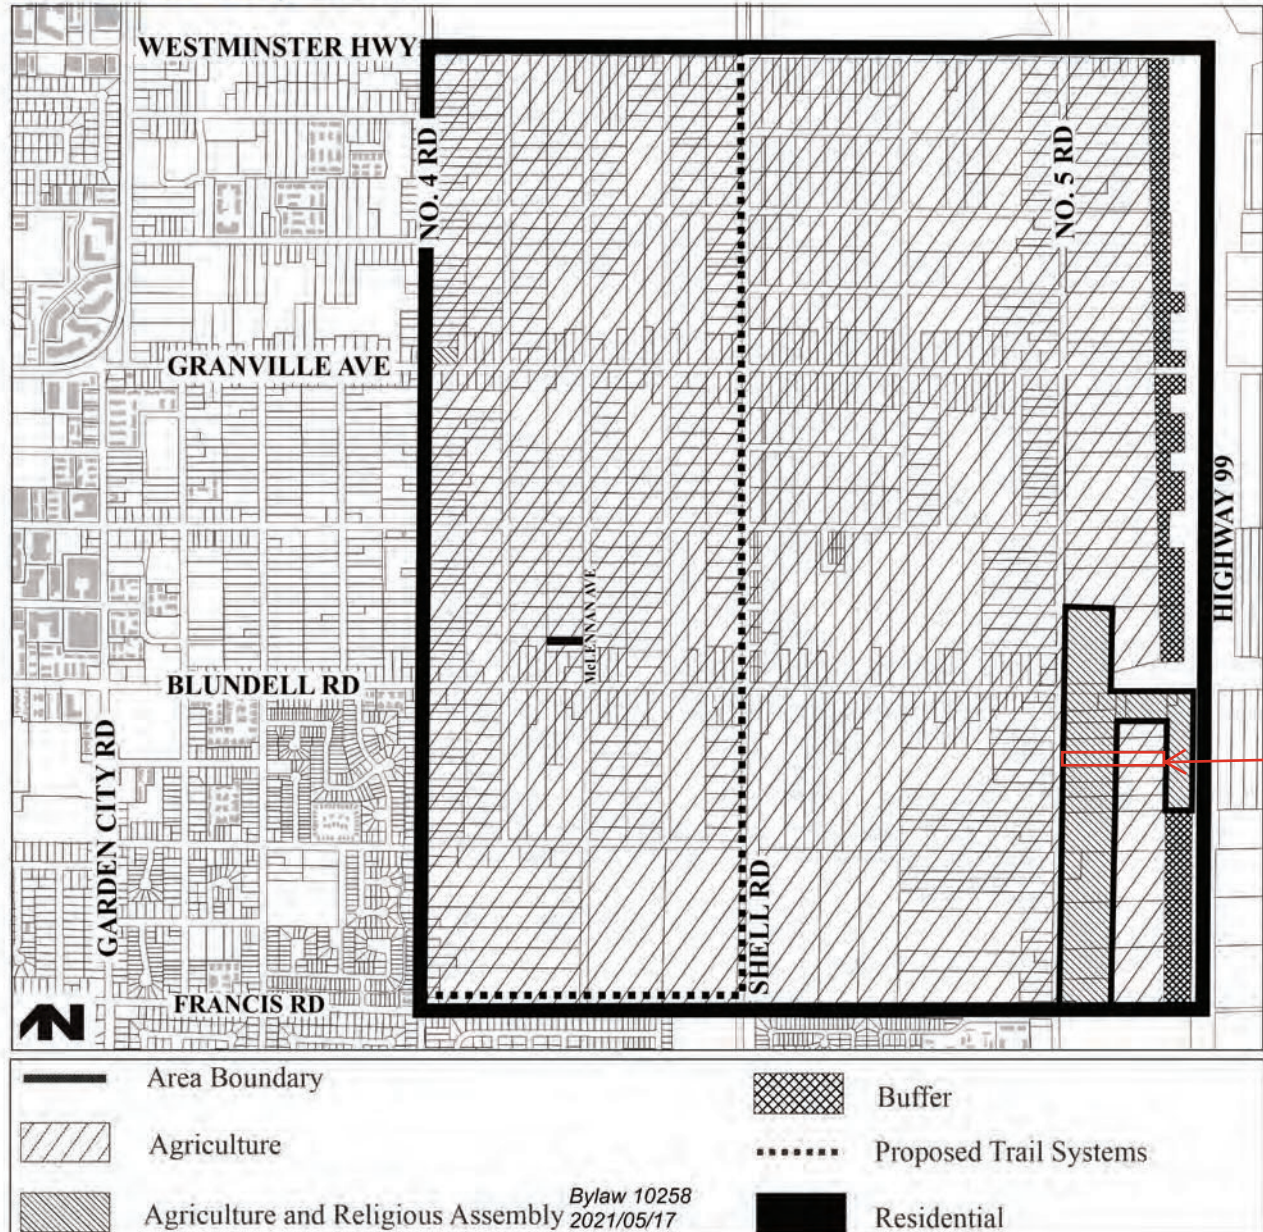 WESTMINSTER HWY
NO. 4 RD
NO. 5 RD
GRANVILLE AVE
HIGHWAY 99
McLENNAN AVE
BLUNDELL RD
GARDEN CITY RD
SHELL RD
FRANCIS RD
N
Area Boundary
Buffer
Agriculture
Proposed Trail Systems
Agriculture and Religious Assembly
Bylaw 10258
2021/05/17
Residential